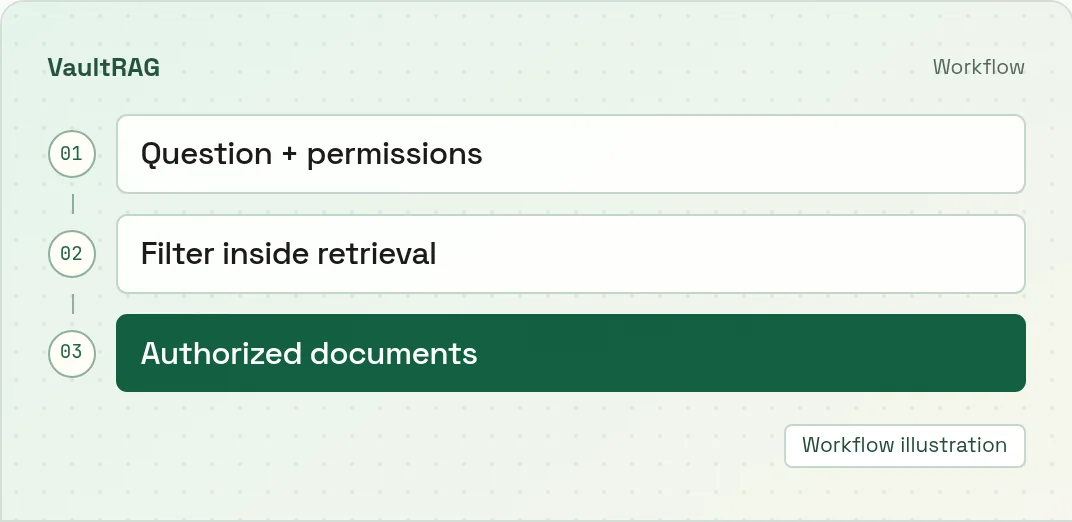 VaultRAG
Workflow
01
Question + permissions
02
Filter inside retrieval
03
Authorized documents
Workflow illustration